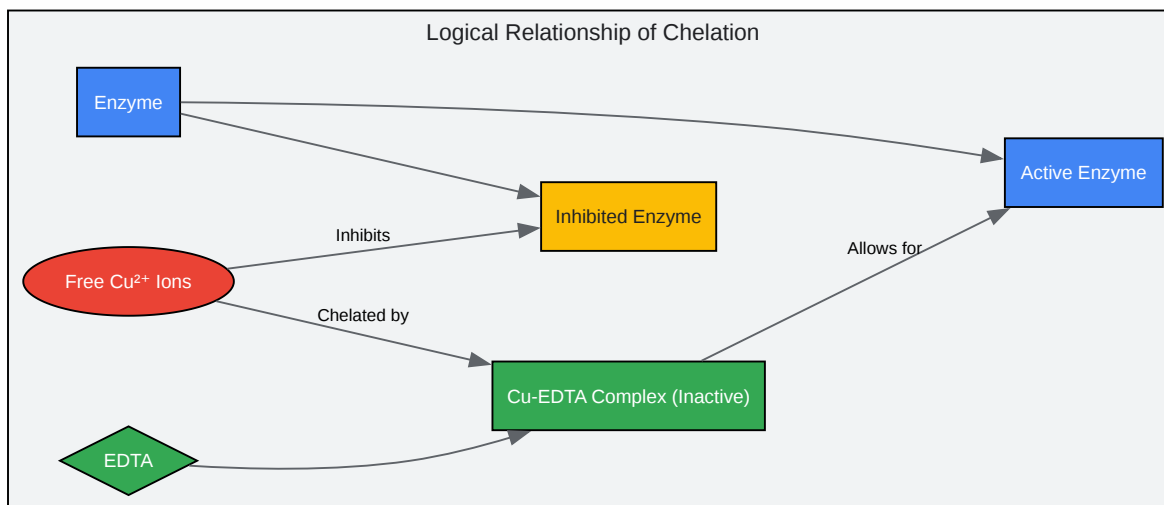 Logical Relationship of Chelation
Enzyme
Active Enzyme
Inhibited Enzyme
Inhibits
Allows for
Free Cu²⁺ Ions
Chelated by
Cu-EDTA Complex (Inactive)
EDTA